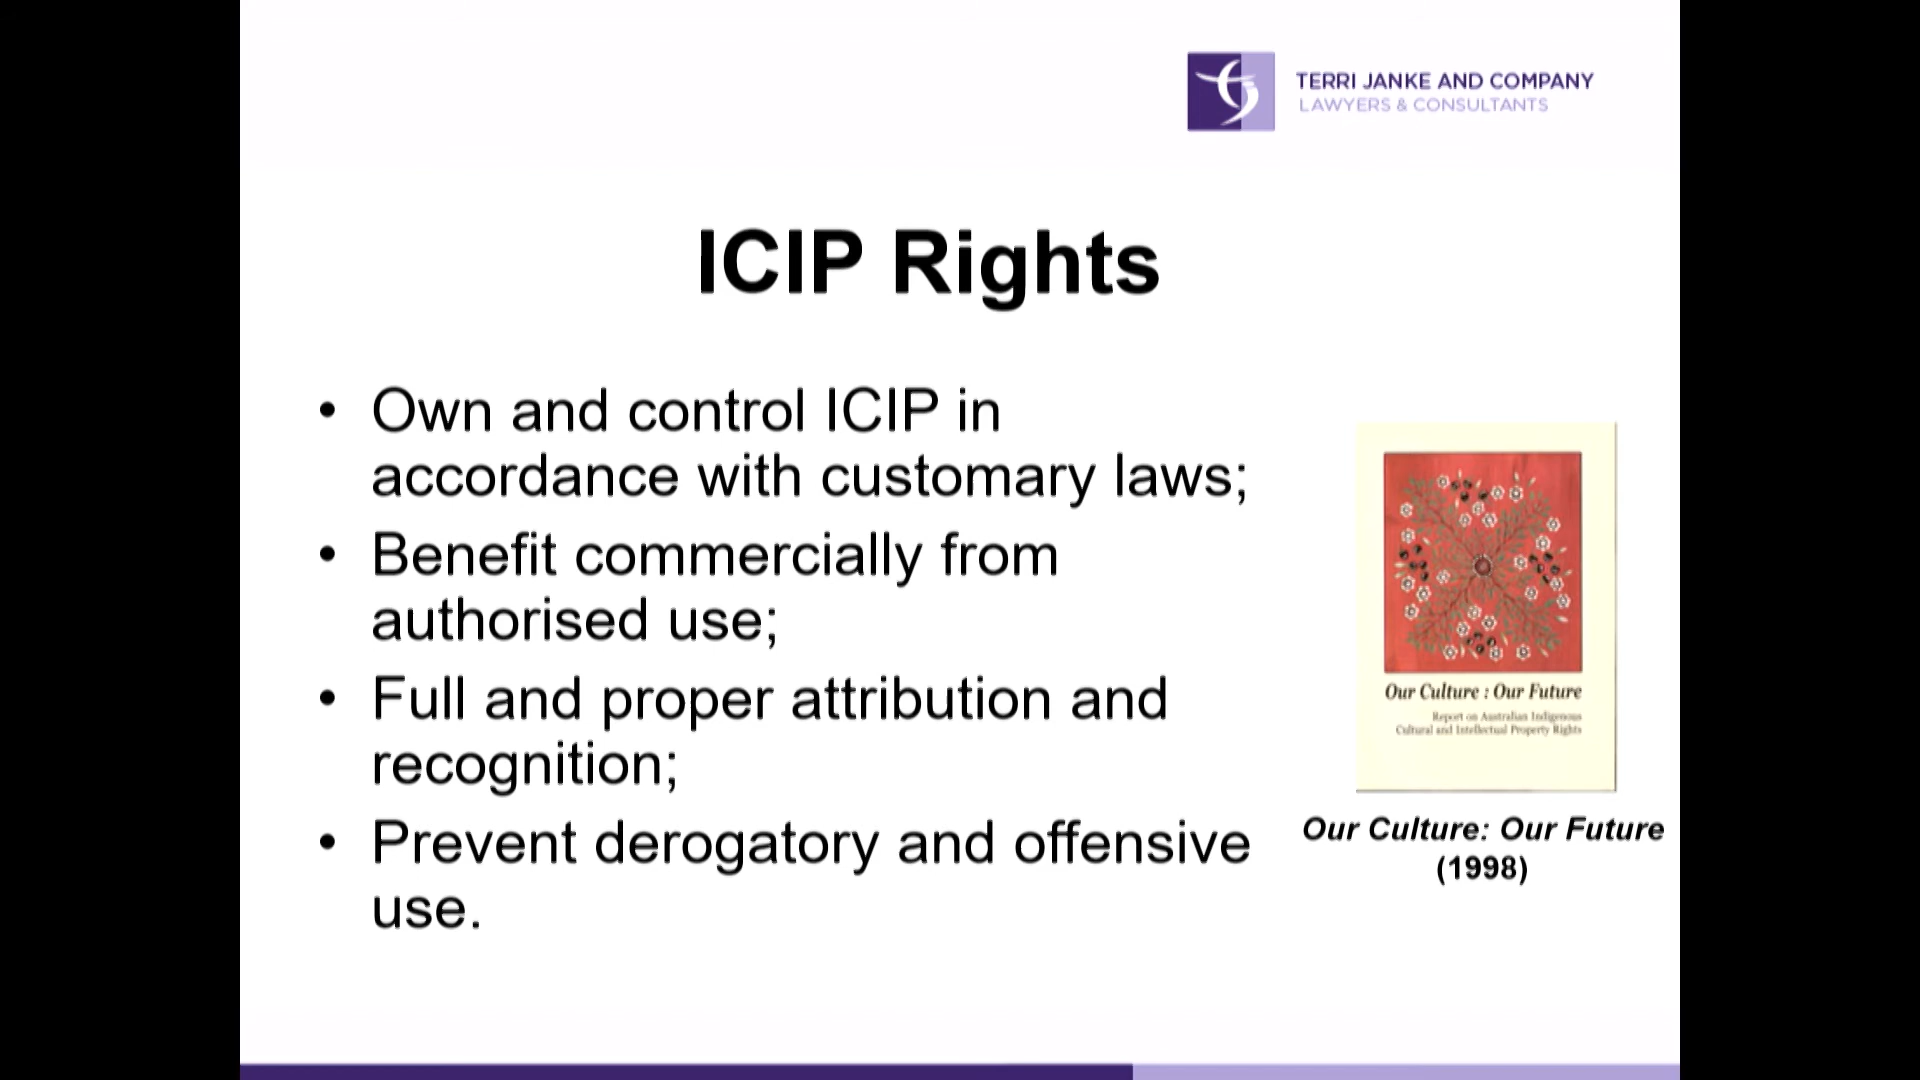 TERRI JANKE AND COMPANY
LAWYERS & CONSULTANTS
ICIP Rights
• Own and control ICIP in
accordance with customary laws;
• Benefit commercially from
authorised use;
• Full and proper attribution and
recognition;
• Prevent derogatory and offensive
use.
Our Culture : Our Future
Report on Australian Indigenous
Cultural and Intellectual Property Rights
Our Culture: Our Future
(1998)